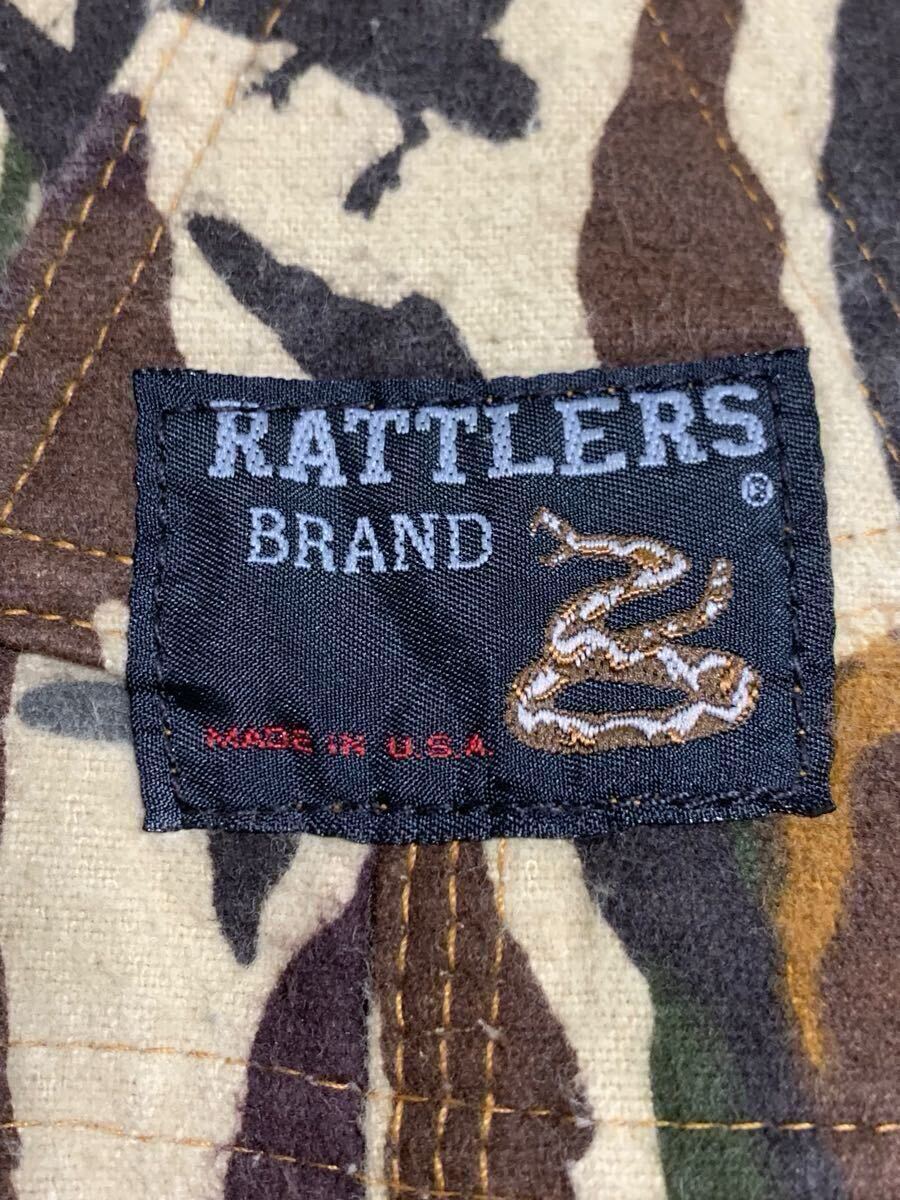 RATTLERS
®
BRAND
MADE IN U.S.A.